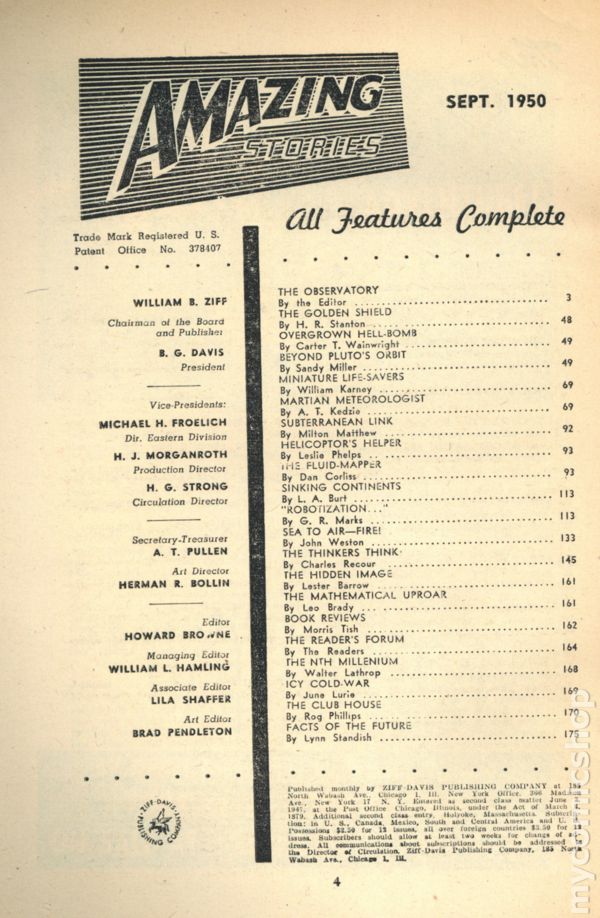 AMAZING
STORIES
SEPT. 1950
All Features Complete
Trade Mark Registered U. S.
Patent Office No. 378407
WILLIAM B. ZIFF
Chairman of the Board
and Publisher
B. G. DAVIS
President
Vice-Presidents:
MICHAEL H. FROELICH
Dir. Eastern Division
H. J. MORGANROTH
Production Director
H. G. STRONG
Circulation Director
Secretary-Treasurer
A. T. PULLEN
Art Director
HERMAN R. BOLLIN
Editor
HOWARD BROWNE
Managing Editor
WILLIAM L. HAMLING
Associate Editor
LILA SHAFFER
Art Editor
BRAD PENDLETON
ZIFF-DAVIS PUBLISHING COMPANY
THE OBSERVATORY
By the Editor 3
THE GOLDEN SHIELD
By H. R. Stanton 48
OVERGROWN HELL-BOMB
By Carter T. Wainwright 49
BEYOND PLUTO'S ORBIT
By Sandy Miller 49
MINIATURE LIFE-SAVERS
By William Karney 69
MARTIAN METEOROLOGIST
By A. T. Kedzie 69
SUBTERRANEAN LINK
By Milton Matthew 92
HELICOPTOR'S HELPER
By Leslie Phelps 93
THE FLUID-MAPPER
By Dan Corliss 93
SINKING CONTINENTS
By L. A. Burt 113
"ROBOTIZATION..."
By G. R. Marks 113
SEA TO AIR—FIRE!
By John Weston 133
THE THINKERS THINK
By Charles Recour 145
THE HIDDEN IMAGE
By Lester Barrow 161
THE MATHEMATICAL UPROAR
By Leo Brady 161
BOOK REVIEWS
By Morris Tish 162
THE READER'S FORUM
By The Readers 164
THE NTH MILLENIUM
By Walter Lathrop 168
ICY COLD-WAR
By June Lurie 169
THE CLUB HOUSE
By Rog Phillips 170
FACTS OF THE FUTURE
By Lynn Standish 175
Published monthly by ZIFF-DAVIS PUBLISHING COMPANY at 185
North Wabash Ave., Chicago 1, Ill. New York Office, 366 Madison
Ave., New York 17 N. Y. Entered as second class matter June
1947, at the Post Office Chicago, Illinois, under the Act of March
1879. Additional second class entry, Holyoke, Massachusetts. Subscrip-
tion: in U. S., Canada, Mexico, South and Central America and U. S.
Possessions $2.50 for 12 issues, all over foreign countries $3.50 for 12
issues. Subscribers should allow at least two weeks for change of ad-
dress. All communications about subscriptions should be addressed to
the Director of Circulation, Ziff-Davis Publishing Company, 185 North
Wabash Ave., Chicago 1, Ill.
4
mycomicshop